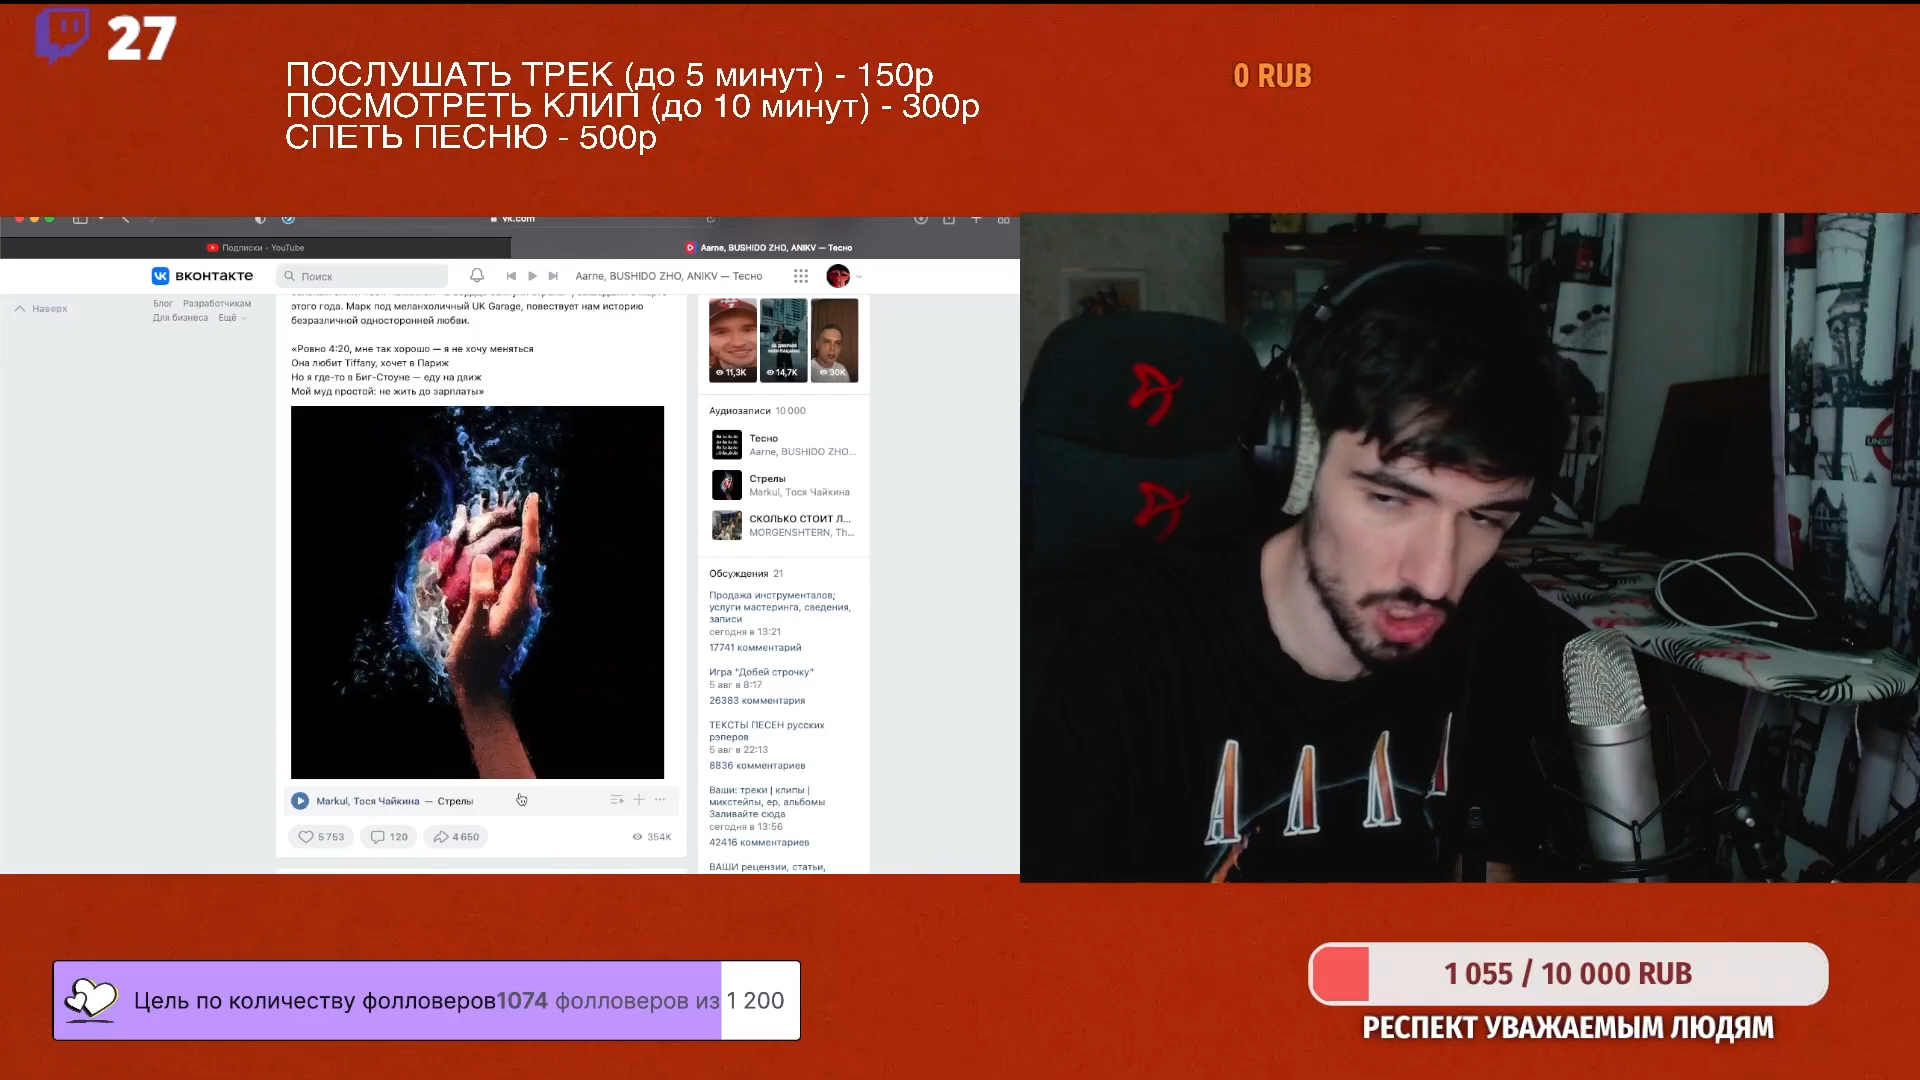 27
ПОСЛУШАТЬ ТРЕК (до 5 минут) - 150р
ПОСМОТРЕТЬ КЛИП (до 10 минут) - 300р
СПЕТЬ ПЕСНЮ - 500р
0 RUB
vk.com
Подписки - YouTube
Aarne, BUSHIDO ZHO, ANIKV — Тесно
ВКОНТАКТЕ
Поиск
Aarne, BUSHIDO ZHO, ANIKV — Тесно
Наверх
Блог Разработчикам
Для бизнеса Ещё
этого года. Марк под меланхоличный UK Garage, повествует нам историю
безразличной односторонней любви.
«Ровно 4:20, мне так хорошо — я не хочу меняться
Она любит Tiffany, хочет в Париж
Но я где-то в Биг-Стоуне — еду на движ
Мой муд простой: не жить до зарплаты»
Markul, Тося Чайкина — Стрелы
5 753
120
4 650
354K
11,3K
14,7K
30K
Аудиозаписи 10 000
Тесно
Aarne, BUSHIDO ZHO...
Стрелы
Markul, Тося Чайкина
СКОЛЬКО СТОИТ Л...
MORGENSHTERN, Th...
Обсуждения 21
Продажа инструменталов;
услуги мастеринга, сведения,
записи
сегодня в 13:21
17741 комментарий
Игра "Добей строчку"
5 авг в 8:17
26383 комментария
ТЕКСТЫ ПЕСЕН русских
рэперов
5 авг в 22:13
8836 комментариев
Ваши: треки | клипы |
микстейпы, ep, альбомы
Заливайте сюда
сегодня в 13:56
42416 комментариев
ВАШИ рецензии, статьи,
Цель по количеству фолловеров1074 фолловеров из 1 200
1 055 / 10 000 RUB
РЕСПЕКТ УВАЖАЕМЫМ ЛЮДЯМ